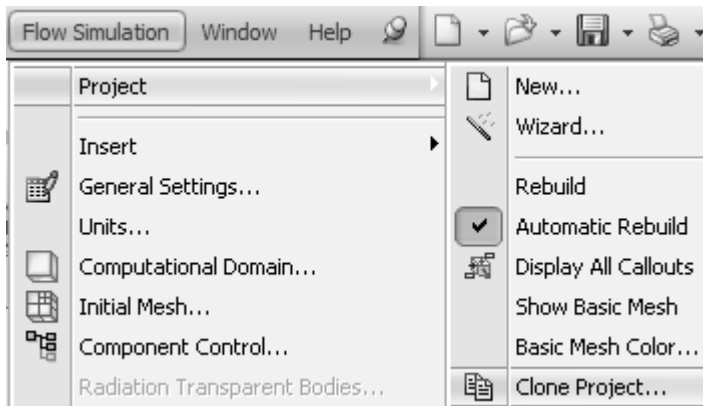 Flow Simulation Window Help
Project
Insert
General Settings...
Units...
Computational Domain...
Initial Mesh...
Component Control...
Radiation Transparent Bodies...
New...
Wizard...
Rebuild
Automatic Rebuild
Display All Callouts
Show Basic Mesh
Basic Mesh Color...
Clone Project...